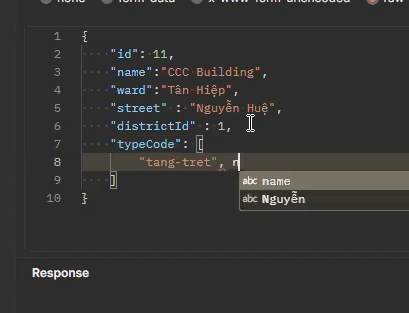 none form-data x-www-form-urlencoded raw
1 {
2 "id": 11,
3 "name":"CCC Building",
4 "ward":"Tân Hiệp",
5 "street" : "Nguyễn Huệ",
6 "districtId" : 1,
7 "typeCode": [
8 "tang-tret", n
abc name
9 ]
abc Nguyễn
10 }
Response